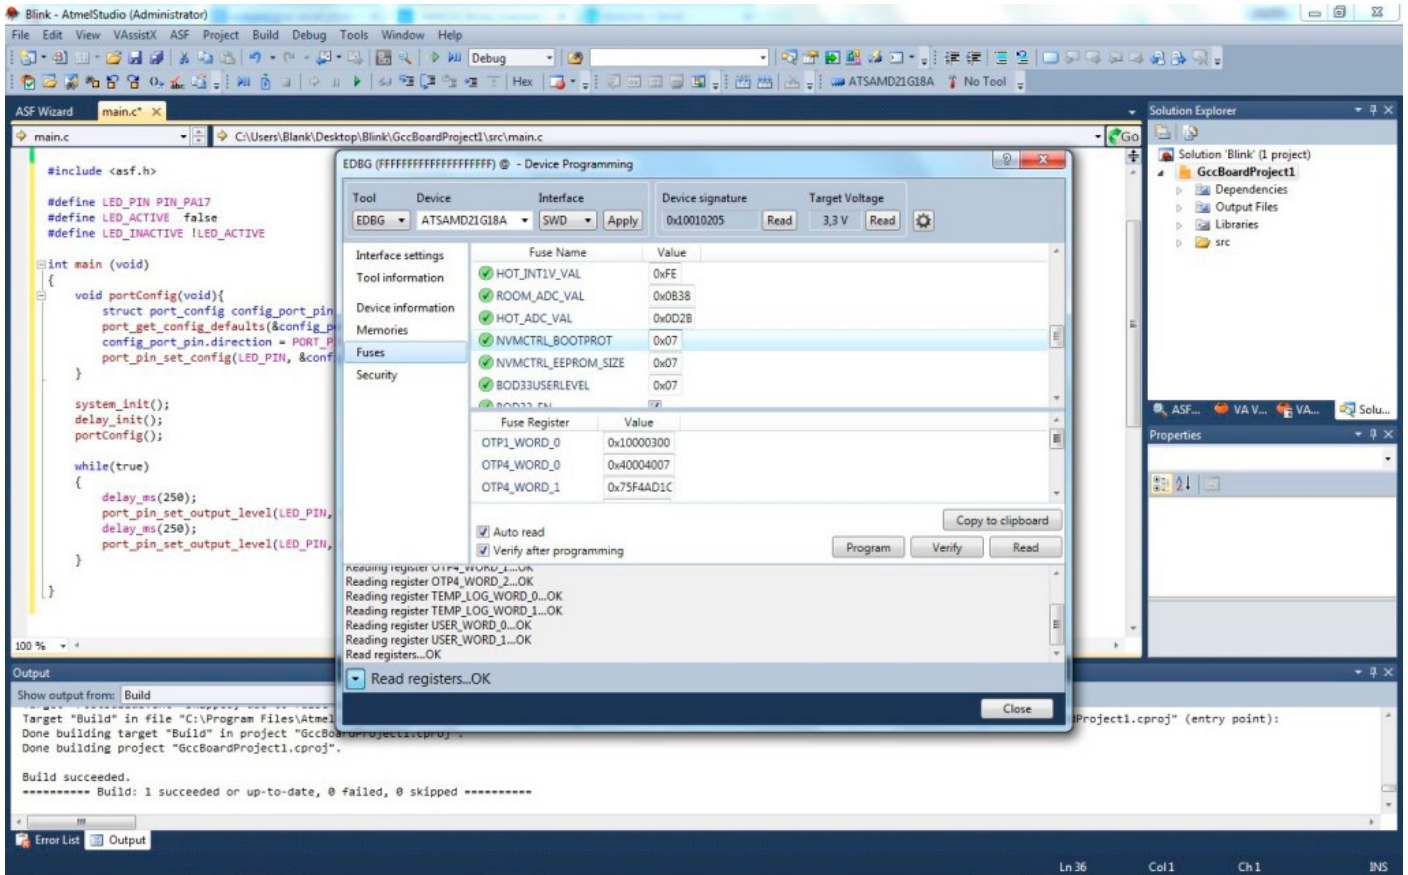 Blink - AtmelStudio (Administrator)
File Edit View VAssistX ASF Project Build Debug Tools Window Help
Debug
Hex ATSAMD21G18A No Tool
ASF Wizard main.c*
main.c C:\Users\Blank\Desktop\Blink\GccBoardProject1\src\main.c Go
#include <asf.h>
#define LED_PIN PIN_PA17
#define LED_ACTIVE false
#define LED_INACTIVE !LED_ACTIVE
int main (void)
{
void portConfig(void){
struct port_config config_port_pin
port_get_config_defaults(&config_p
config_port_pin.direction = PORT_P
port_pin_set_config(LED_PIN, &conf
}
system_init();
delay_init();
portConfig();
while(true)
{
delay_ms(250);
port_pin_set_output_level(LED_PIN,
delay_ms(250);
port_pin_set_output_level(LED_PIN,
}
}
100 %
EDBG (FFFFFFFFFFFFFFFFFFFF) @ - Device Programming
Tool Device Interface Device signature Target Voltage
EDBG ATSAMD21G18A SWD Apply 0x10010205 Read 3,3 V Read
Interface settings
Tool information
Device information
Memories
Fuses
Security
Fuse Name Value
HOT_INT1V_VAL 0xFE
ROOM_ADC_VAL 0x0B38
HOT_ADC_VAL 0x0D2B
NVMCTRL_BOOTPROT 0x07
NVMCTRL_EEPROM_SIZE 0x07
BOD33USERLEVEL 0x07
BOD33_EN
Fuse Register Value
OTP1_WORD_0 0x10000300
OTP4_WORD_0 0x40004007
OTP4_WORD_1 0x75F4AD1C
Copy to clipboard
Auto read
Verify after programming
Program Verify Read
Reading register OTP4_WORD_1...OK
Reading register OTP4_WORD_2...OK
Reading register TEMP_LOG_WORD_0...OK
Reading register TEMP_LOG_WORD_1...OK
Reading register USER_WORD_0...OK
Reading register USER_WORD_1...OK
Read registers...OK
Read registers...OK
Close
Solution Explorer
Solution 'Blink' (1 project)
GccBoardProject1
Dependencies
Output Files
Libraries
src
ASF... VA V... VA... Solu...
Properties
Output
Show output from: Build
Target "Build" in file "C:\Program Files\Atmel
Project1.cproj" (entry point):
Done building target "Build" in project "GccBoardProject1.cproj".
Done building project "GccBoardProject1.cproj".
Build succeeded.
========== Build: 1 succeeded or up-to-date, 0 failed, 0 skipped ==========
Error List Output
Ln 36 Col 1 Ch 1 INS